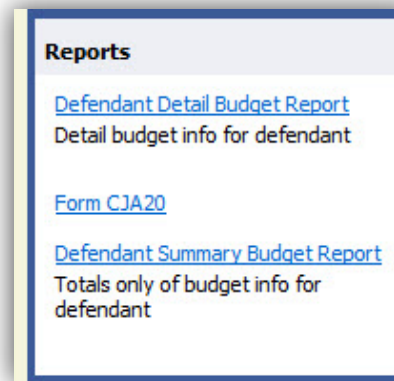 Reports
Defendant Detail Budget Report
Detail budget info for defendant
Form CJA20
Defendant Summary Budget Report
Totals only of budget info for
defendant